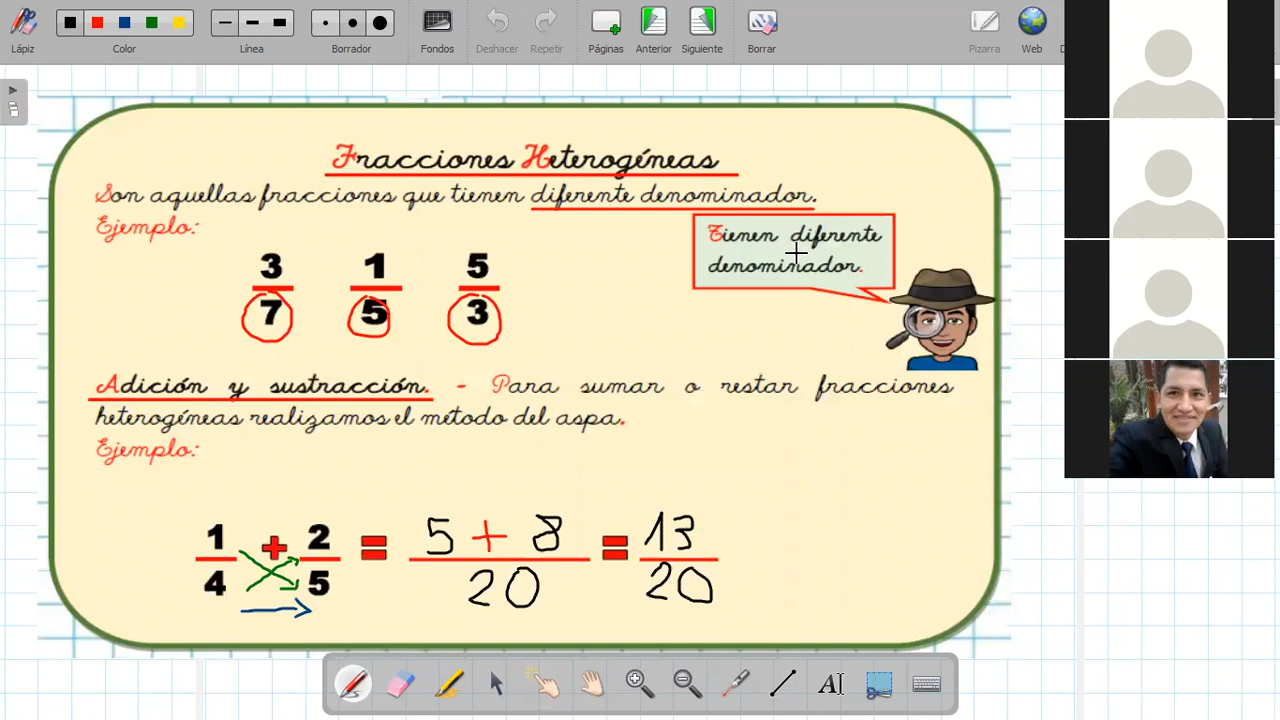 Lápiz Color Línea Borrador Fondos Deshacer Repetir Páginas Anterior Siguiente Borrar Pizarra Web
Fracciones Heterogéneas
Son aquellas fracciones que tienen diferente denominador.
Ejemplo:
Tienen diferente
denominador.
3 1 5
7 5 3
Adición y sustracción. - Para sumar o restar fracciones
heterogéneas realizamos el método del aspa.
Ejemplo:
1 + 2 = 5 + 8 = 13
4 5 20 20
AI